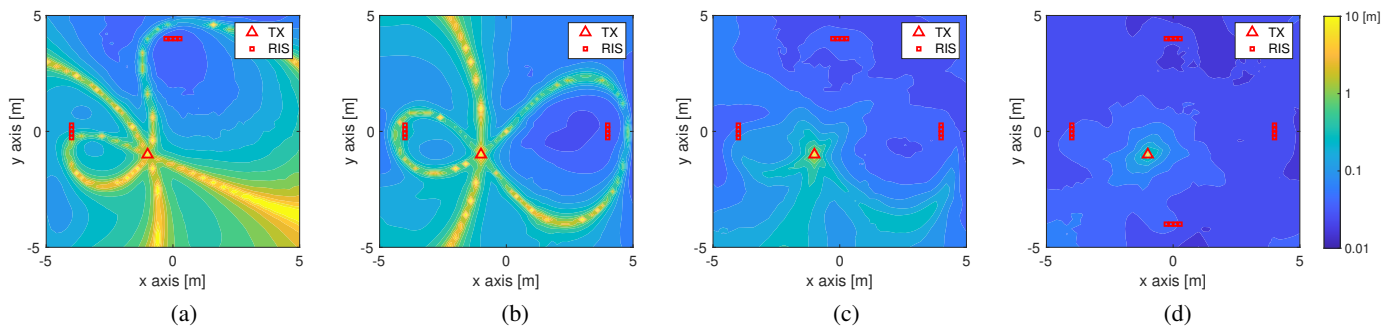 5
0
-5
y axis [m]
-5
0
5
x axis [m]
TX
RIS
(a)
5
0
-5
y axis [m]
-5
0
5
x axis [m]
TX
RIS
(b)
5
0
-5
y axis [m]
-5
0
5
x axis [m]
TX
RIS
(c)
5
0
-5
y axis [m]
-5
0
5
x axis [m]
TX
RIS
(d)
10 [m]
1
0.1
0.01